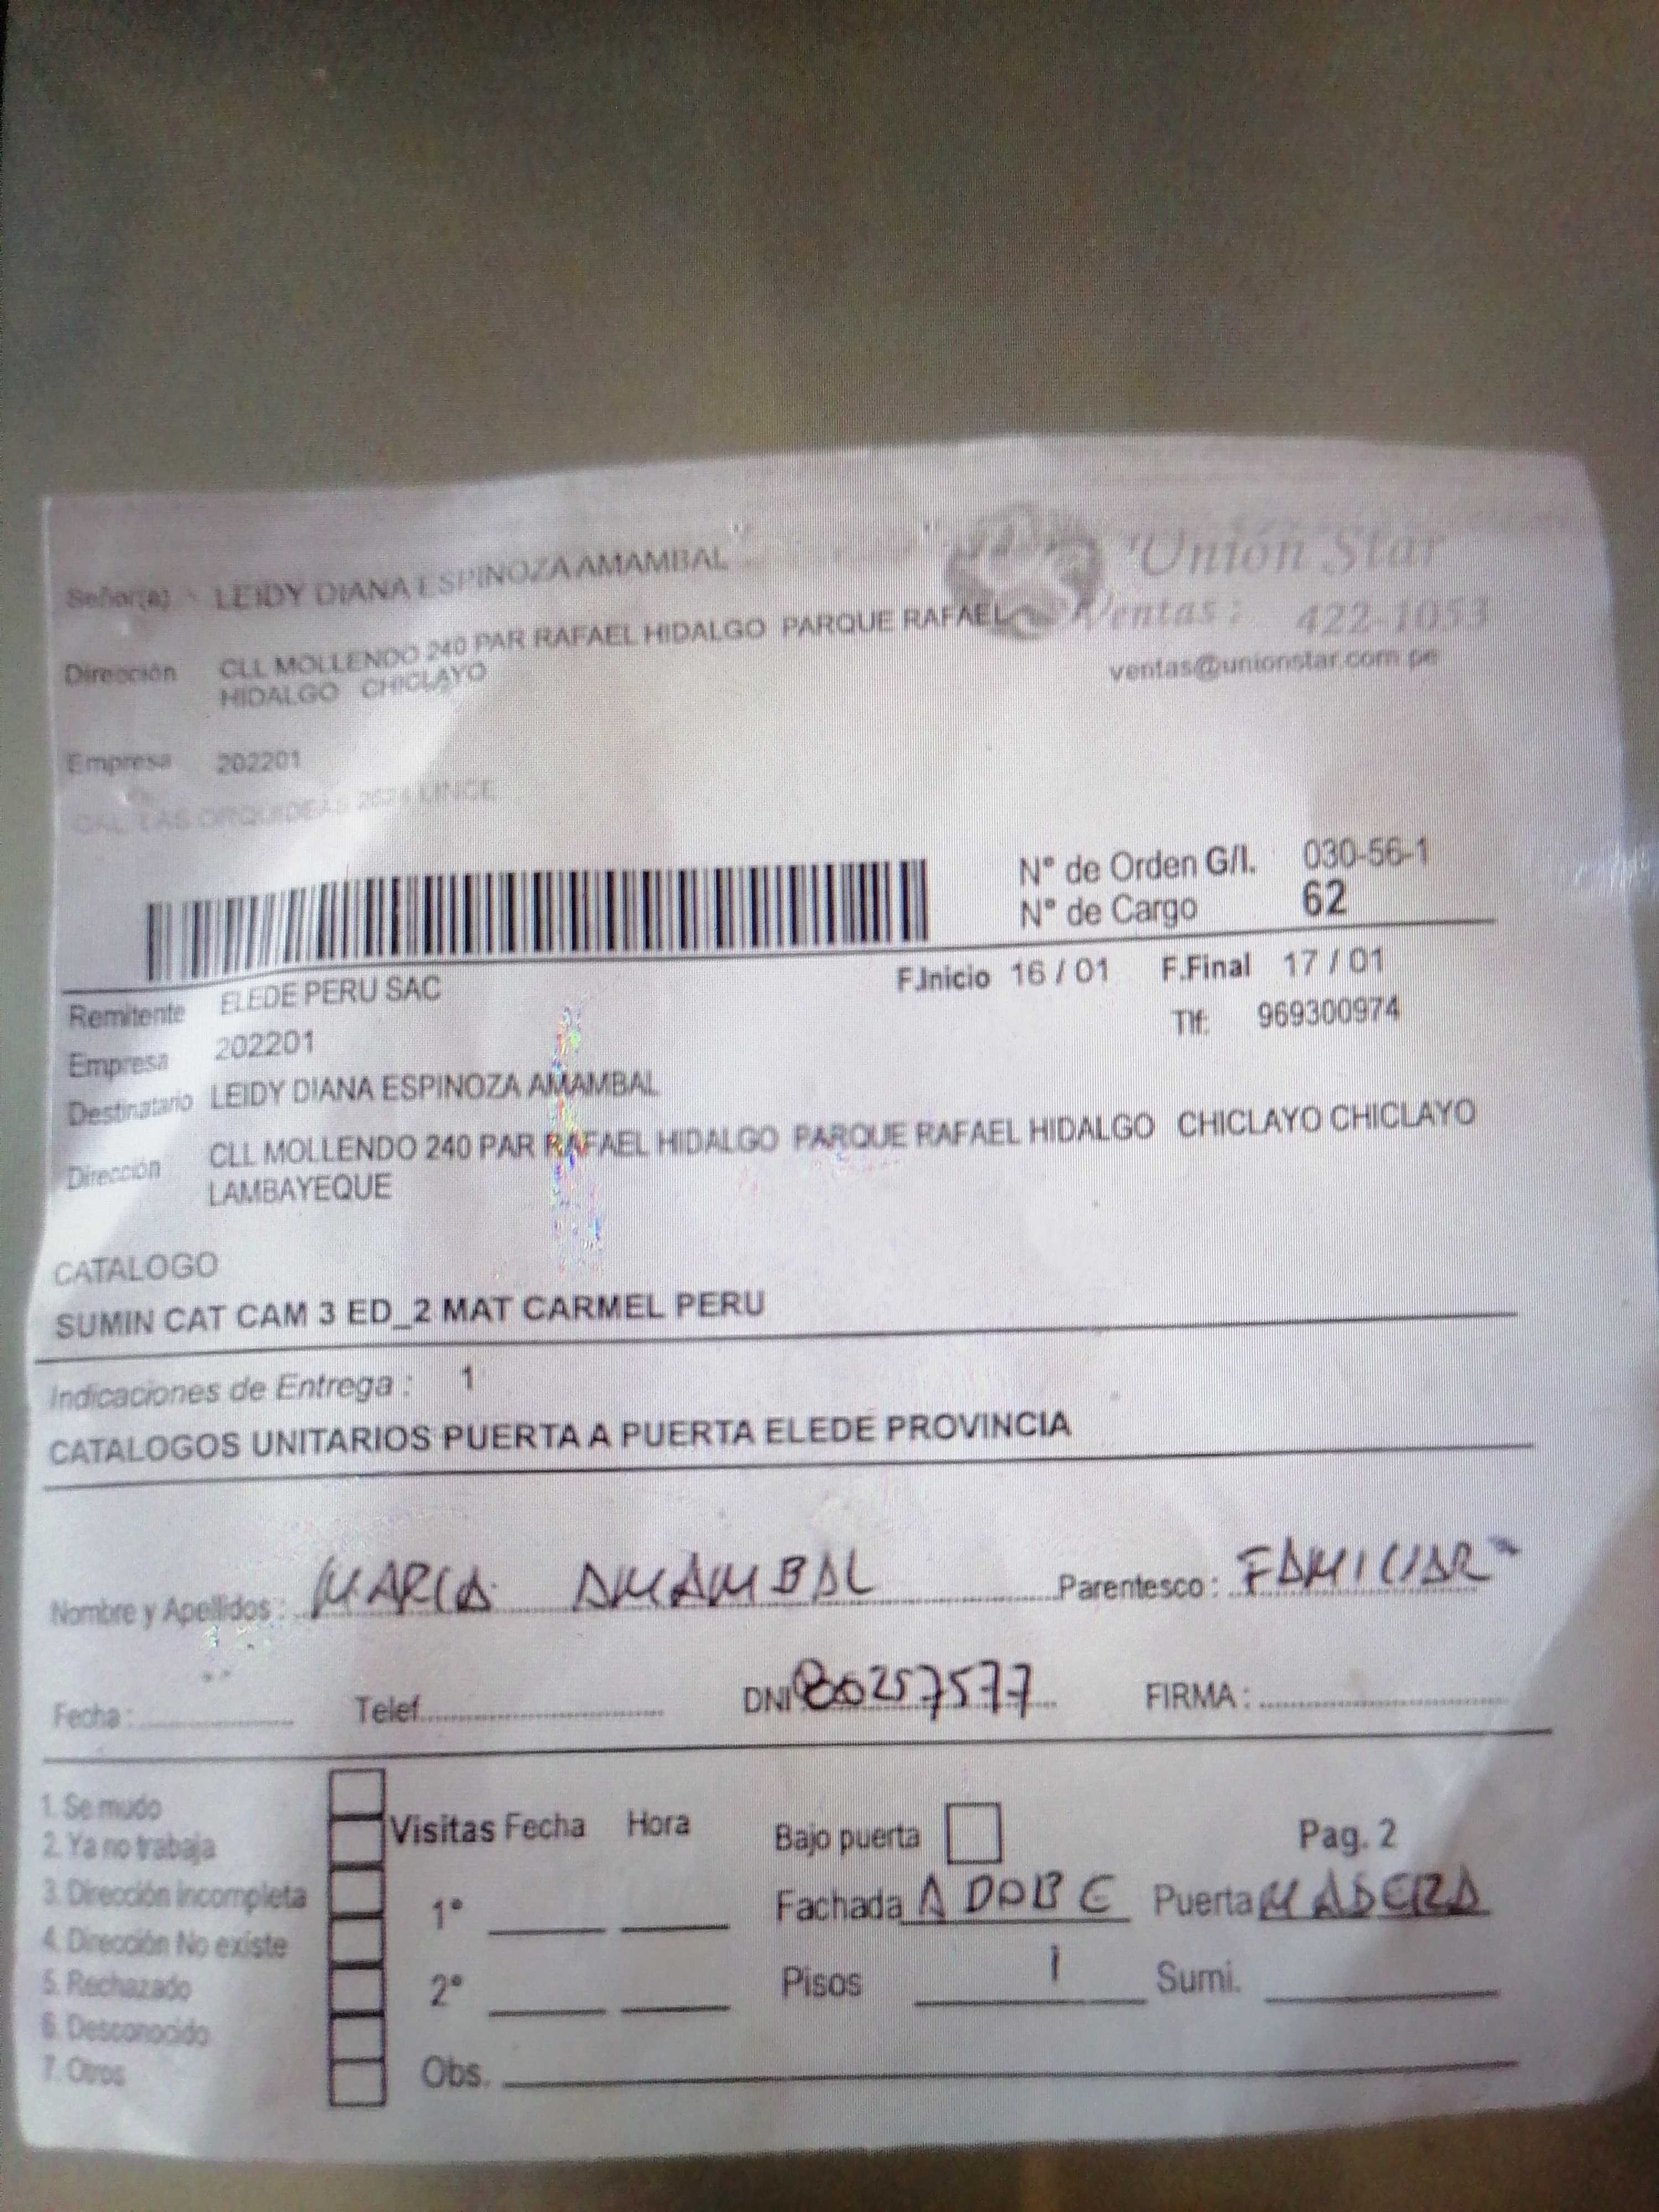 Señor(a) LEIDY DIANA ESPINOZA AMAMBAL
Unión Star
Ventas : 422-1053
ventas@unionstar.com.pe
Dirección CLL MOLLENDO 240 PAR RAFAEL HIDALGO PARQUE RAFAEL
HIDALGO CHICLAYO
Empresa 202201
CAL LAS ORQUIDEAS LINCE
N° de Orden G/I. 030-56-1
N° de Cargo 62
Remitente ELEDE PERU SAC F.Inicio 16 / 01 F.Final 17 / 01
Empresa 202201 Tlf: 969300974
Destinatario LEIDY DIANA ESPINOZA AMAMBAL
Dirección CLL MOLLENDO 240 PAR RAFAEL HIDALGO PARQUE RAFAEL HIDALGO CHICLAYO CHICLAYO
LAMBAYEQUE
CATALOGO
SUMIN CAT CAM 3 ED_2 MAT CARMEL PERU
Indicaciones de Entrega : 1
CATALOGOS UNITARIOS PUERTA A PUERTA ELEDE PROVINCIA
Nombre y Apellidos : MARIA AMAMBAL Parentesco : FAMILIAR
Fecha : Telef. DNI 80257577 FIRMA :
1. Se mudo
2. Ya no trabaja
3. Dirección incompleta
4. Dirección No existe
5. Rechazado
6. Desconocido
7. Otros
Visitas Fecha Hora
1°
2°
Obs.
Bajo puerta Pag. 2
Fachada ADOBE Puerta MADERA
Pisos 1 Sumi.